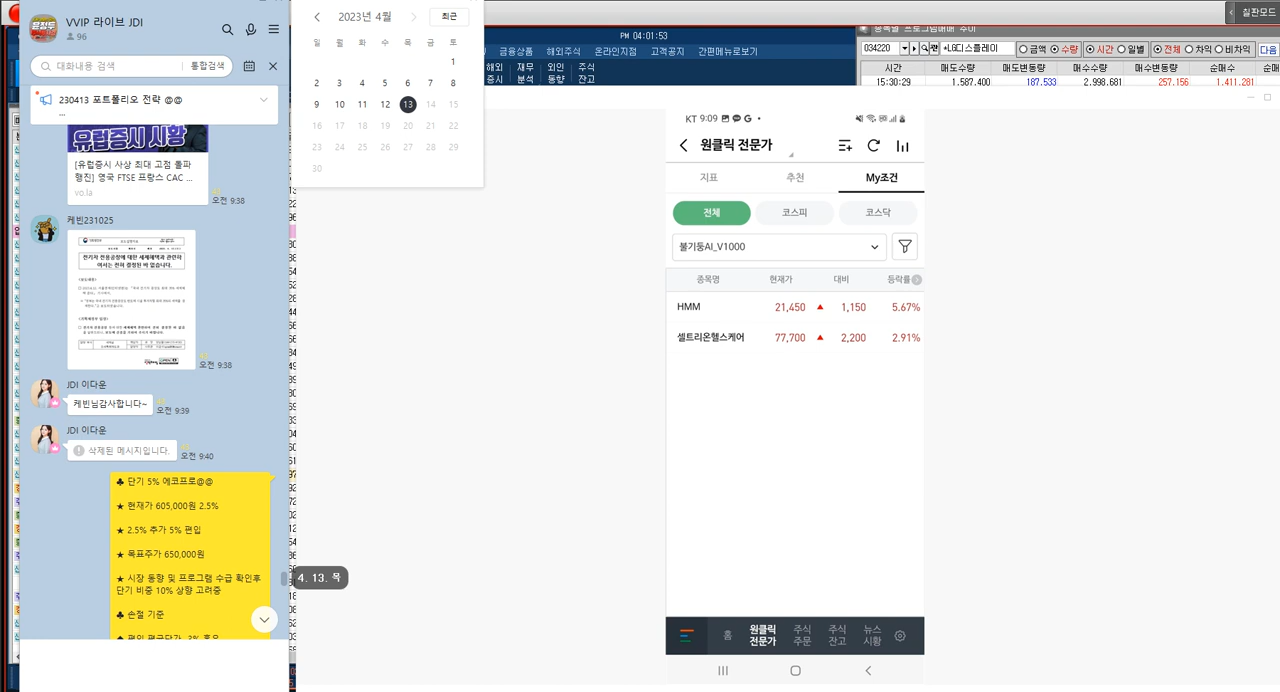 VVIP 라이브 JDI
96
대화내용 검색
통합검색
230413 포트폴리오 전략 @@
...
유럽증시 시황
[유럽증시 사상 최대 고점 돌파
행진] 영국 FTSE 프랑스 CAC ...
vo.la
오전 9:38
케빈231025
전기차 전용공장에 대한 세제혜택과 관련하
여서는 전혀 결정된 바 없습니다.
오전 9:38
JDI 이다운
케빈님감사합니다~
오전 9:39
JDI 이다운
삭제된 메시지입니다.
오전 9:40
♣ 단기 5% 에코프로@@
★ 현재가 605,000원 2.5%
★ 2.5% 추가 5% 편입
★ 목표주가 650,000원
★ 시장 동향 및 프로그램 수급 확인후
단기 비중 10% 상향 고려중
♣ 손절 기준
4. 13. 목
2023년 4월
최근
일 월 화 수 목 금 토
1
2 3 4 5 6 7 8
9 10 11 12 13 14 15
16 17 18 19 20 21 22
23 24 25 26 27 28 29
30
PM 04:01:53
금융상품 해외주식 온라인지점 고객공지 간편메뉴로보기
해외 재무 외인 주식
증시 분석 동향 잔고
실판모드
종목별 프로그램매매 추이
034220 LG디스플레이 금액 수량 시간 일별 전체 차익 비차익 다음
시간 매도수량 매도변동량 매수수량 매수변동량 순매수
15:30:29 1,587,400 187,533 2,998,681 257,156 1,411,281
KT 9:09
원클릭 전문가
지표 추천 My조건
전체 코스피 코스닥
불기둥AI_V1000
종목명 현재가 대비 등락률
HMM 21,450 ▲ 1,150 5.67%
셀트리온헬스케어 77,700 ▲ 2,200 2.91%
홈 원클릭 전문가 주식 주문 주식 잔고 뉴스 시황